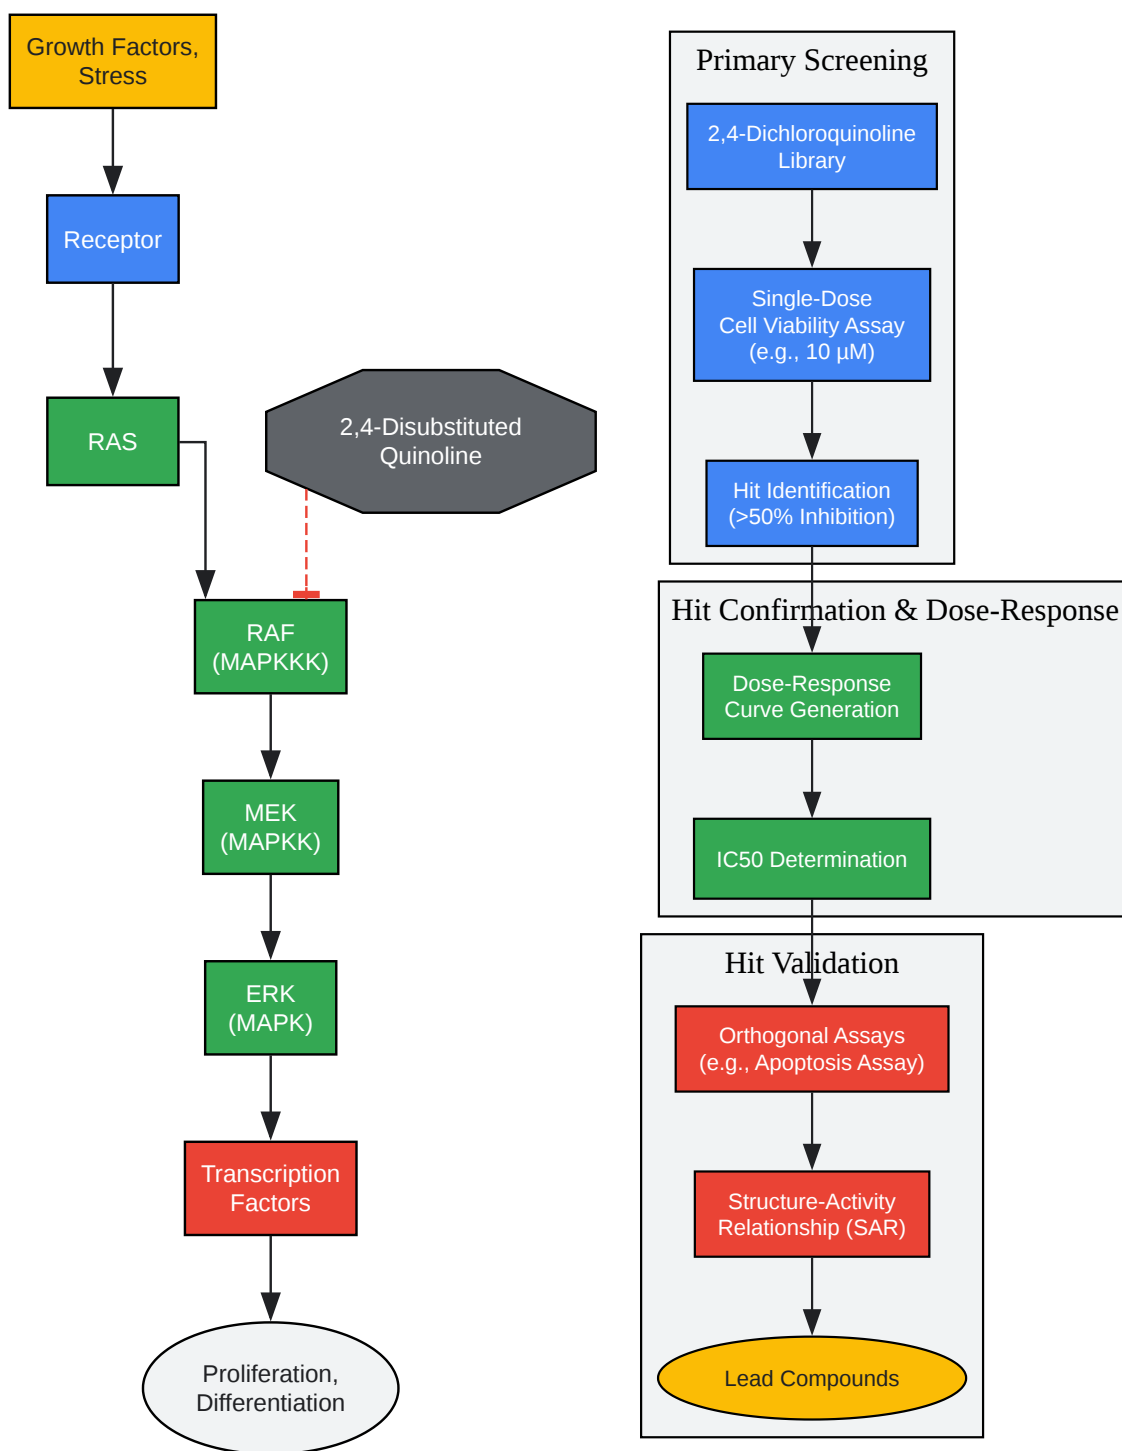 Growth Factors,
Stress
Receptor
RAS
2,4-Disubstituted
Quinoline
RAF
(MAPKKK)
MEK
(MAPKK)
ERK
(MAPK)
Transcription
Factors
Proliferation,
Differentiation
Primary Screening
2,4-Dichloroquinoline
Library
Single-Dose
Cell Viability Assay
(e.g., 10 µM)
Hit Identification
(>50% Inhibition)
Hit Confirmation & Dose-Response
Dose-Response
Curve Generation
IC50 Determination
Hit Validation
Orthogonal Assays
(e.g., Apoptosis Assay)
Structure-Activity
Relationship (SAR)
Lead Compounds